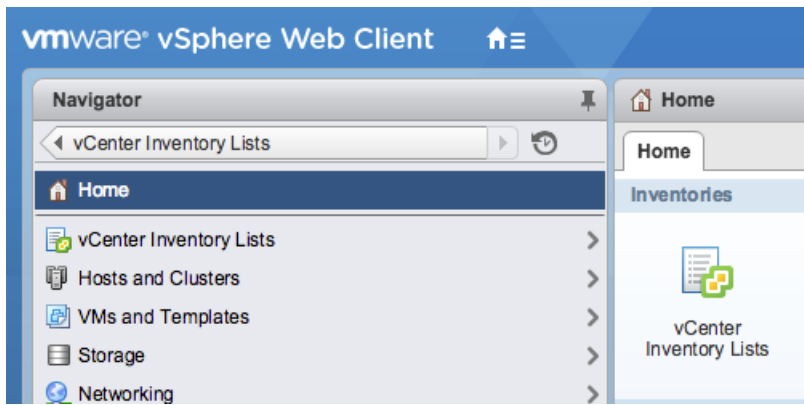 vmware® vSphere Web Client
Navigator
vCenter Inventory Lists
Home
vCenter Inventory Lists
Hosts and Clusters
VMs and Templates
Storage
Networking
Home
Home
Inventories
vCenter
Inventory Lists